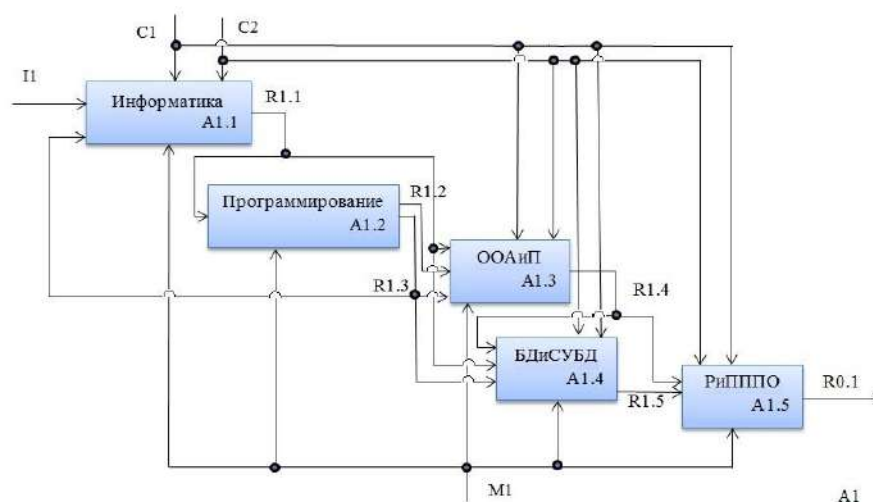 C1
C2
I1
Информатика
A1.1
R1.1
Программирование
A1.2
R1.2
ООАиП
A1.3
R1.3
R1.4
БДиСУБД
A1.4
R1.5
РиПППО
A1.5
R0.1
M1
A1